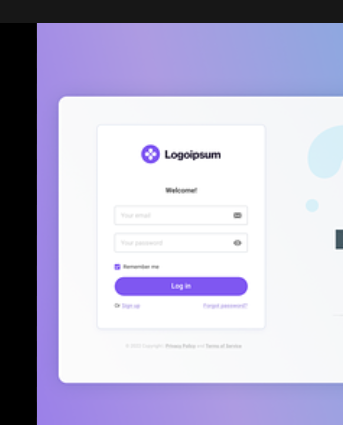 Logoipsum
Welcome!
Your email
Your password
Remember me
Log in
Or Sign up Forgot password?
© 2023 Copyright. Privacy Policy and Terms of Service